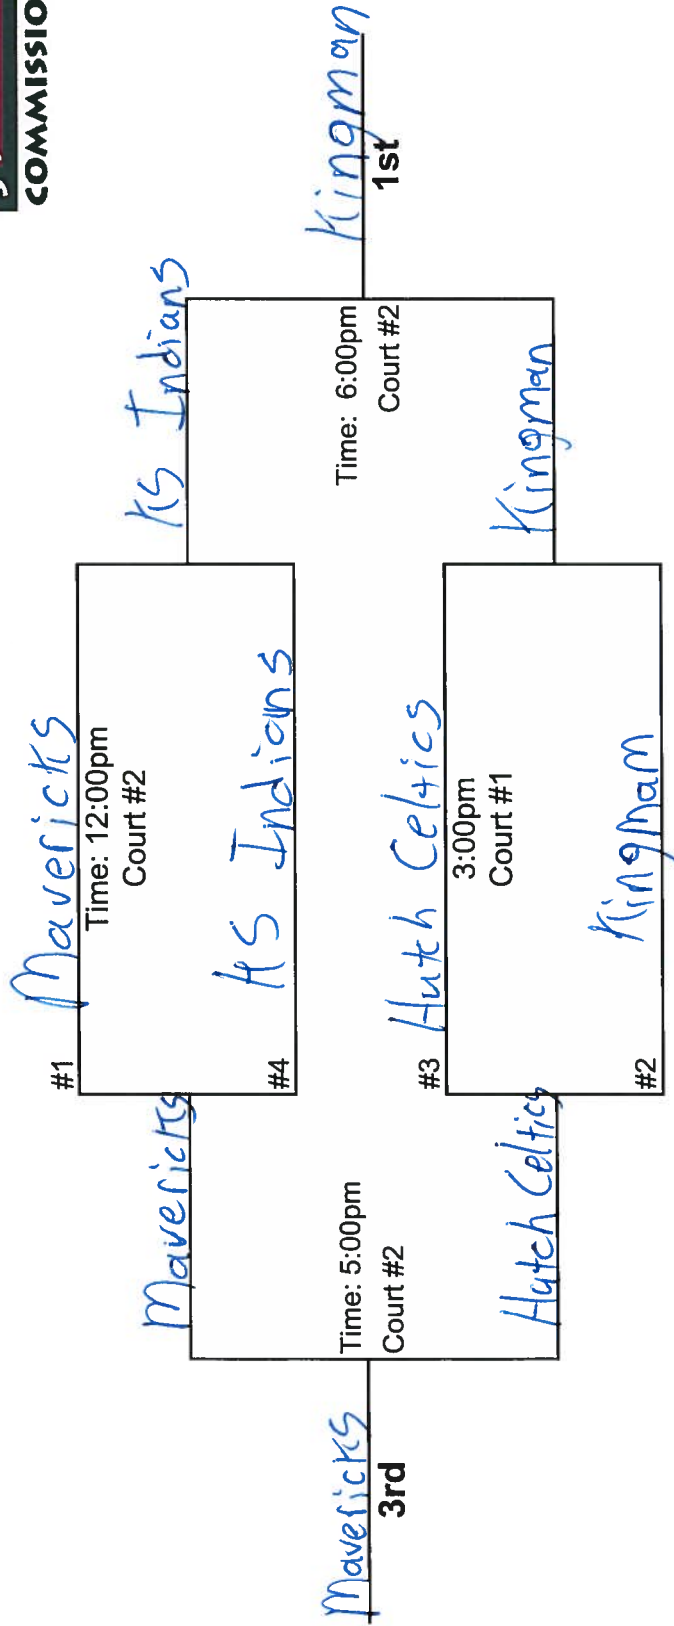 COMMISSIO
Mavericks
#1
Time: 12:00pm
Court #2
Mavericks
KS Indians
KS Indians
#4
Time: 5:00pm
Court #2
Mavericks
3rd
Time: 6:00pm
Court #2
Kingman
1st
Hutch Celtics
#3
3:00pm
Court #1
Hutch Celtics
Kingman
Kingman
#2